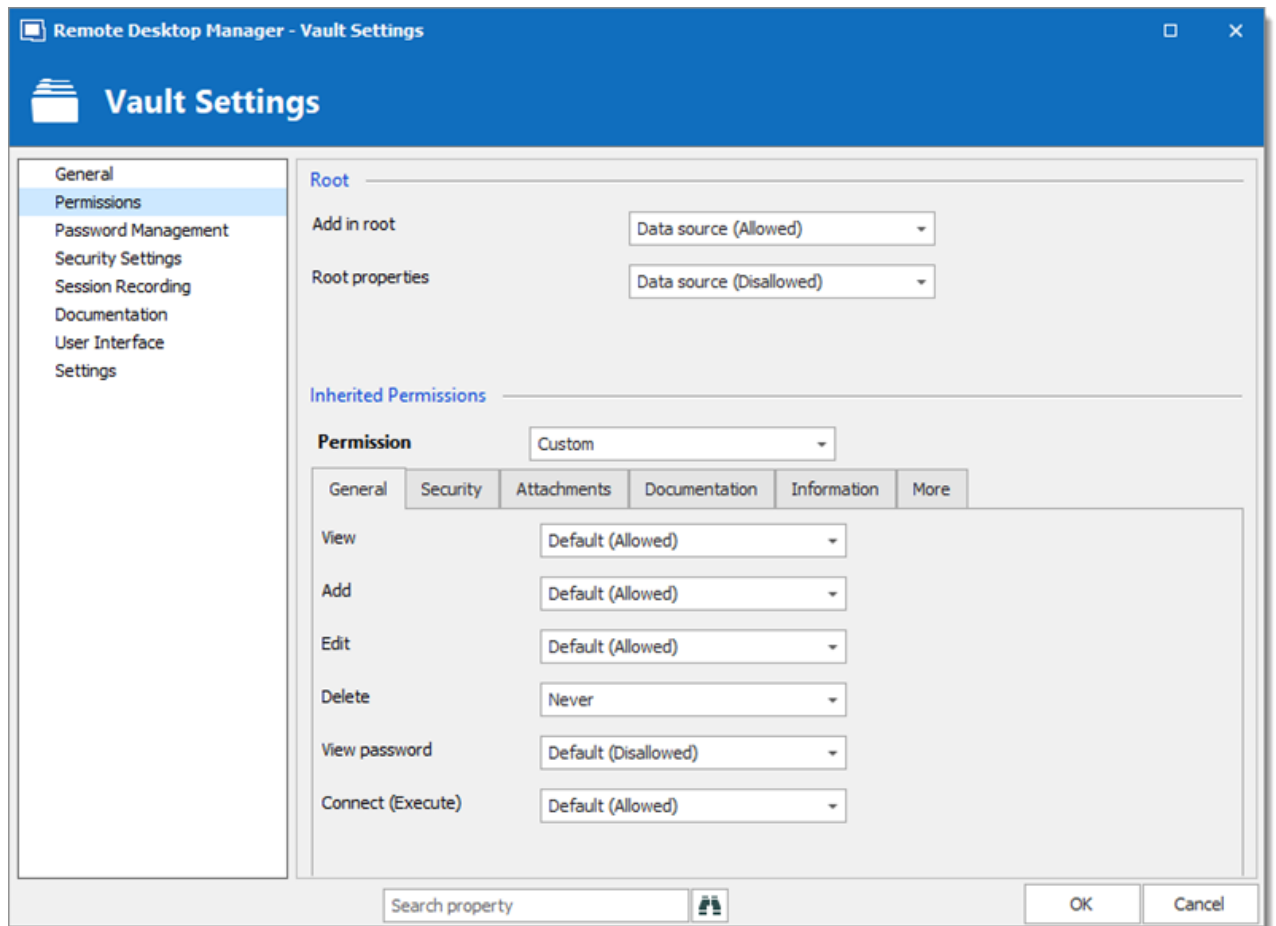 Remote Desktop Manager - Vault Settings
Vault Settings
General
Permissions
Password Management
Security Settings
Session Recording
Documentation
User Interface
Settings
Root
Add in root Data source (Allowed)
Root properties Data source (Disallowed)
Inherited Permissions
Permission Custom
General Security Attachments Documentation Information More
View Default (Allowed)
Add Default (Allowed)
Edit Default (Allowed)
Delete Never
View password Default (Disallowed)
Connect (Execute) Default (Allowed)
Search property OK Cancel